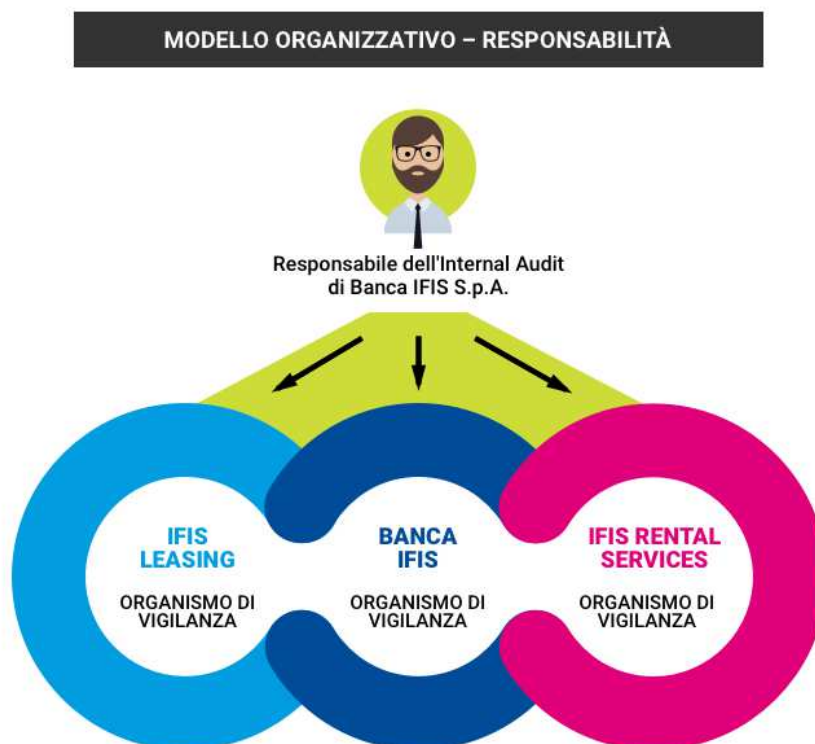 MODELLO ORGANIZZATIVO – RESPONSABILITÀ
Responsabile dell'Internal Audit
di Banca IFIS S.p.A.
IFIS
LEASING
ORGANISMO DI
VIGILANZA
BANCA
IFIS
ORGANISMO DI
VIGILANZA
IFIS RENTAL
SERVICES
ORGANISMO DI
VIGILANZA